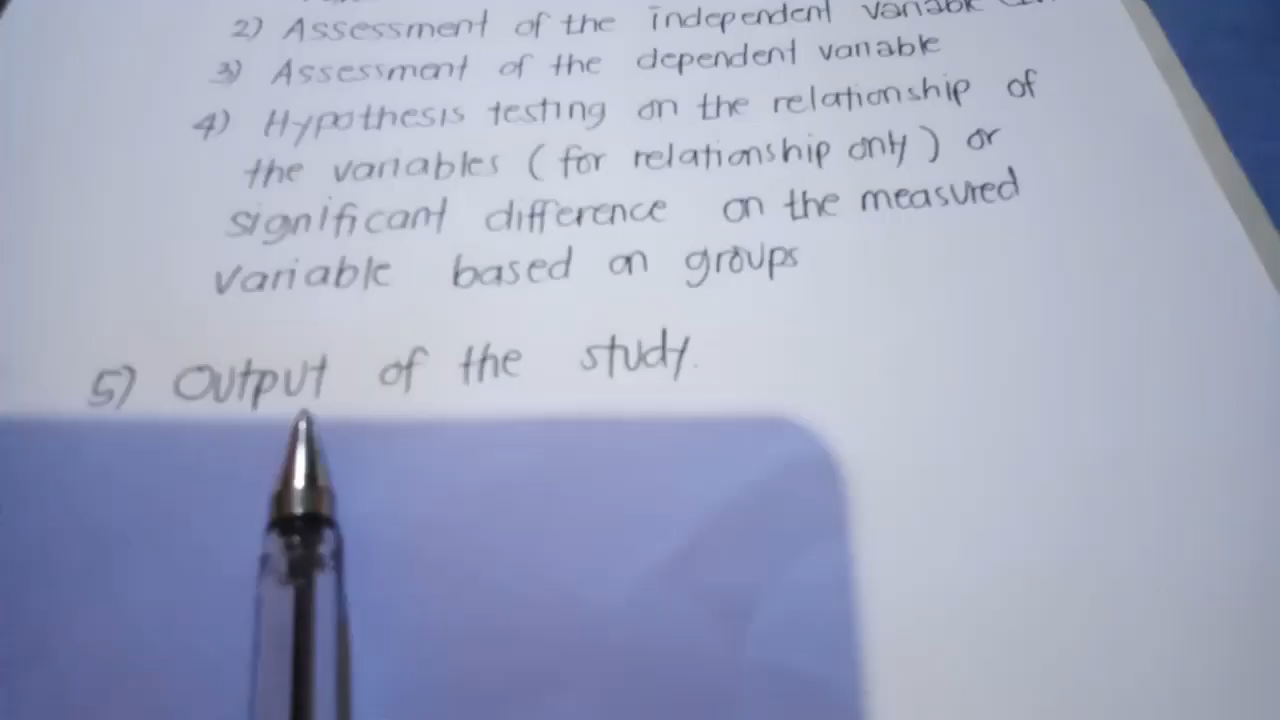 2) Assessment of the independent variable
3) Assessment of the dependent variable
4) Hypothesis testing on the relationship of
the variables (for relationship only) or
significant difference on the measured
variable based on groups
5) Output of the study.